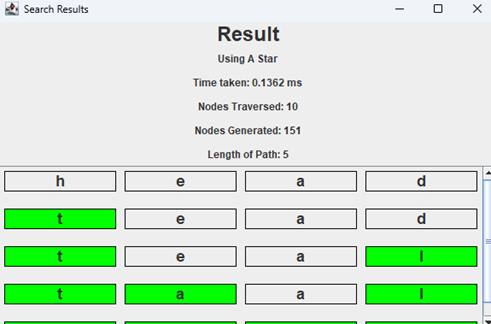 Search Results
Result
Using A Star
Time taken: 0.1362 ms
Nodes Traversed: 10
Nodes Generated: 151
Length of Path: 5
h e a d
t e a d
t e a l
t a a l